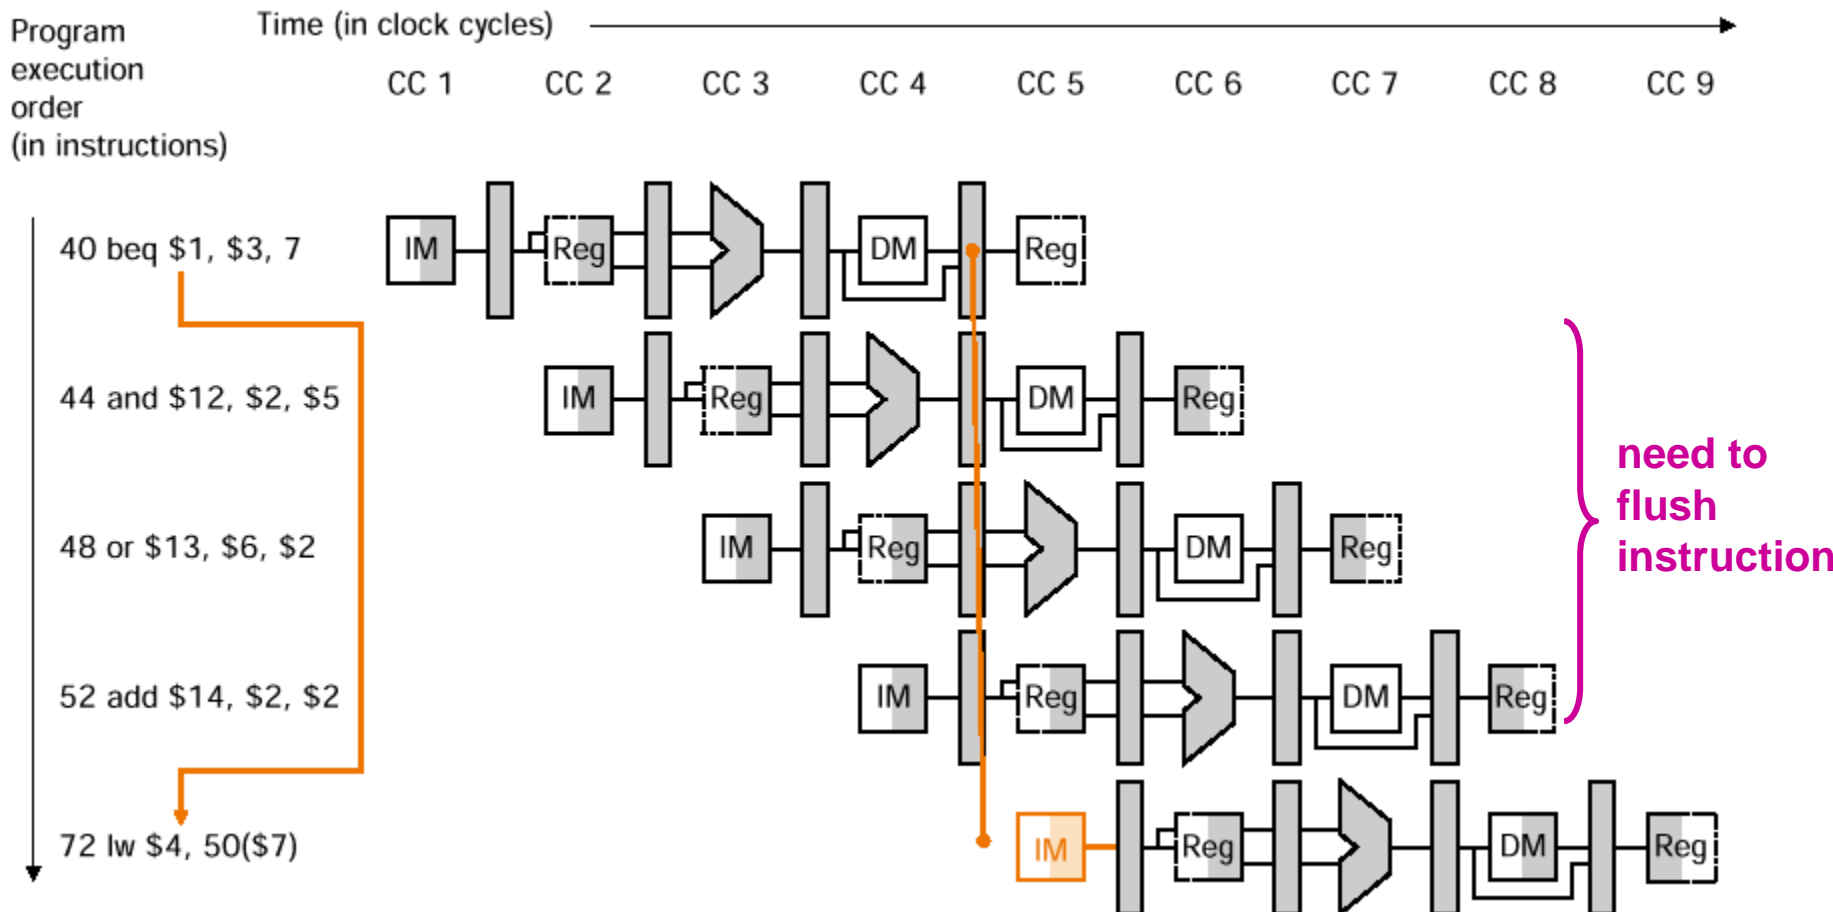 Program
execution
order
(in instructions)
Time (in clock cycles)
CC 1 CC 2 CC 3 CC 4 CC 5 CC 6 CC 7 CC 8 CC 9
40 beq $1, $3, 7
IM Reg DM Reg
44 and $12, $2, $5
IM Reg DM Reg
48 or $13, $6, $2
IM Reg DM Reg
52 add $14, $2, $2
IM Reg DM Reg
72 lw $4, 50($7)
IM Reg DM Reg
need to
flush
instruction